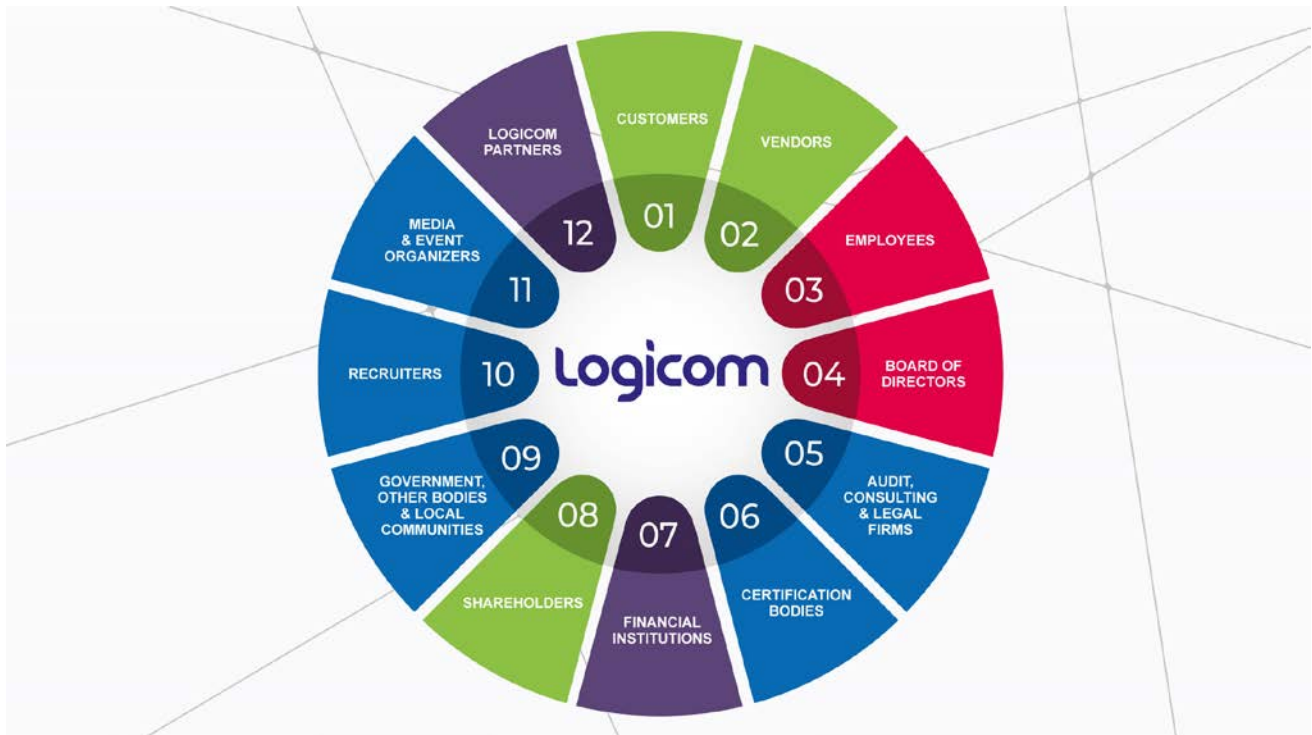 CUSTOMERS
01
VENDORS
02
EMPLOYEES
03
BOARD OF
DIRECTORS
04
AUDIT,
CONSULTING
& LEGAL
FIRMS
05
CERTIFICATION
BODIES
06
FINANCIAL
INSTITUTIONS
07
SHAREHOLDERS
08
GOVERNMENT,
OTHER BODIES
& LOCAL
COMMUNITIES
09
RECRUITERS
10
MEDIA
& EVENT
ORGANIZERS
11
LOGICOM
PARTNERS
12
Logicom